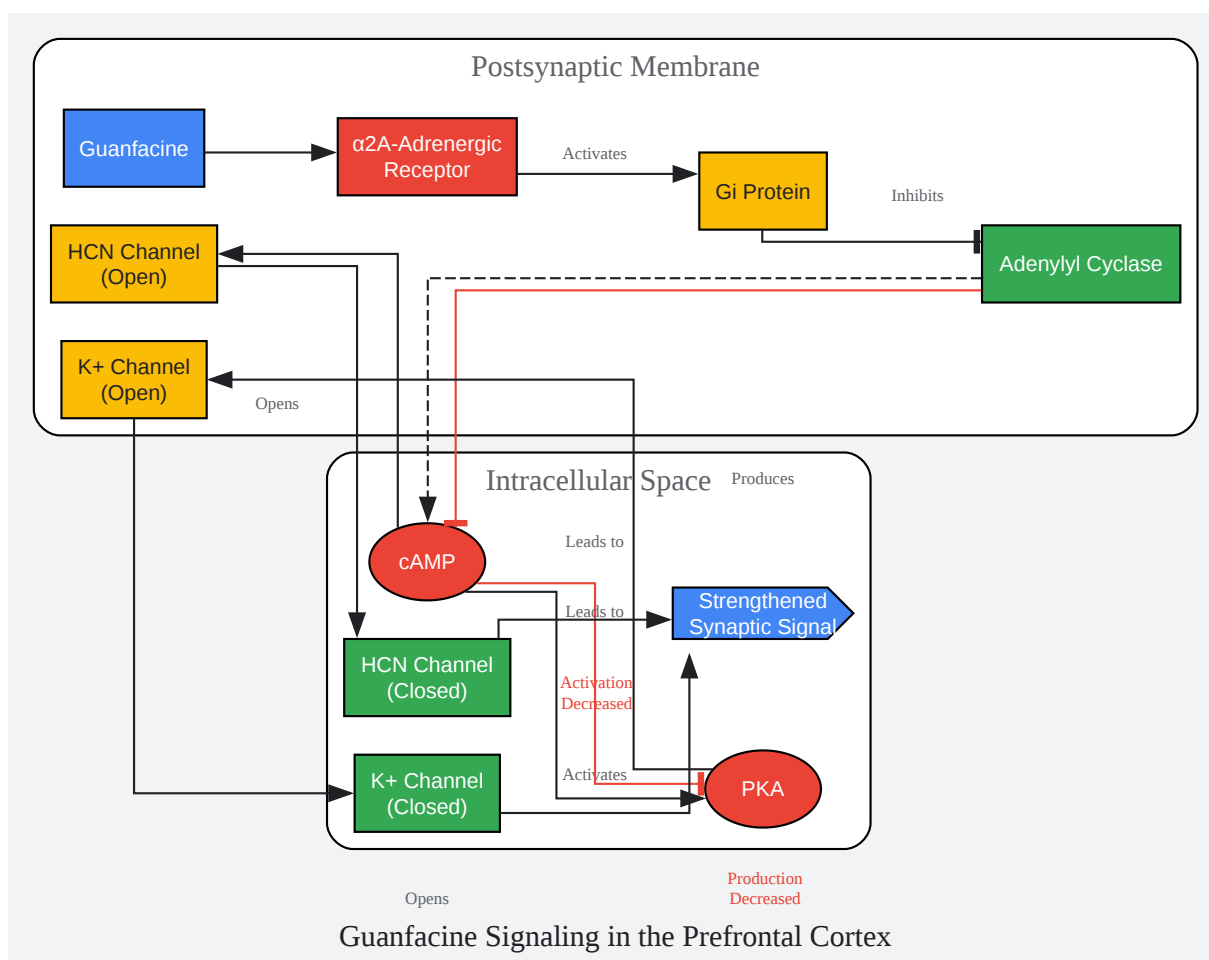 Postsynaptic Membrane
Guanfacine
α2A-Adrenergic
Receptor
Activates
Gi Protein
Inhibits
Adenylyl Cyclase
HCN Channel
(Open)
K+ Channel
(Open)
Opens
Intracellular Space
Produces
cAMP
Leads to
Leads to
Strengthened
Synaptic Signal
HCN Channel
(Closed)
Activation
Decreased
Activates
K+ Channel
(Closed)
PKA
Opens
Production
Decreased
Guanfacine Signaling in the Prefrontal Cortex